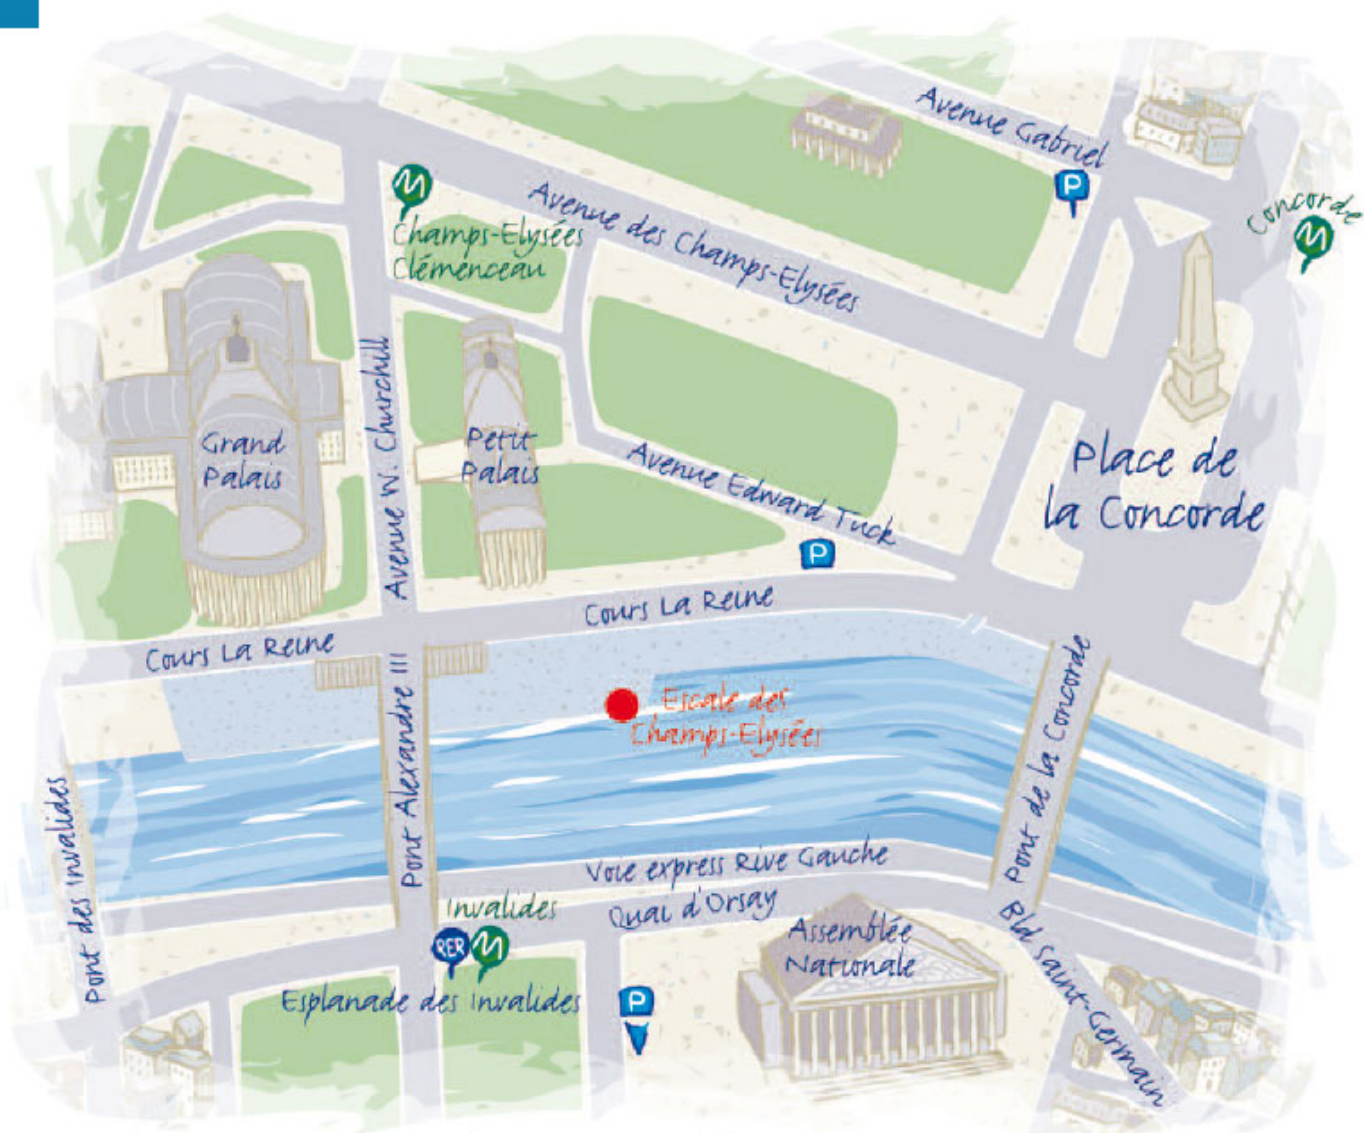 Avenue Gabriel
P
Concorde
M
M
Champs-Elysées
Clémenceau
Avenue des Champs-Elysées
Grand
Palais
Avenue W. Churchill
Petit
Palais
Avenue Edward Tuck
P
Place de
la Concorde
Cours La Reine
Cours La Reine
Escale des
Champs-Elysées
Pont Alexandre III
Pont de la Concorde
Pont des Invalides
Voie express Rive Gauche
Quai d'Orsay
Invalides
RER M
Esplanade des Invalides
P
Assemblée
Nationale
Bld Saint-Germain